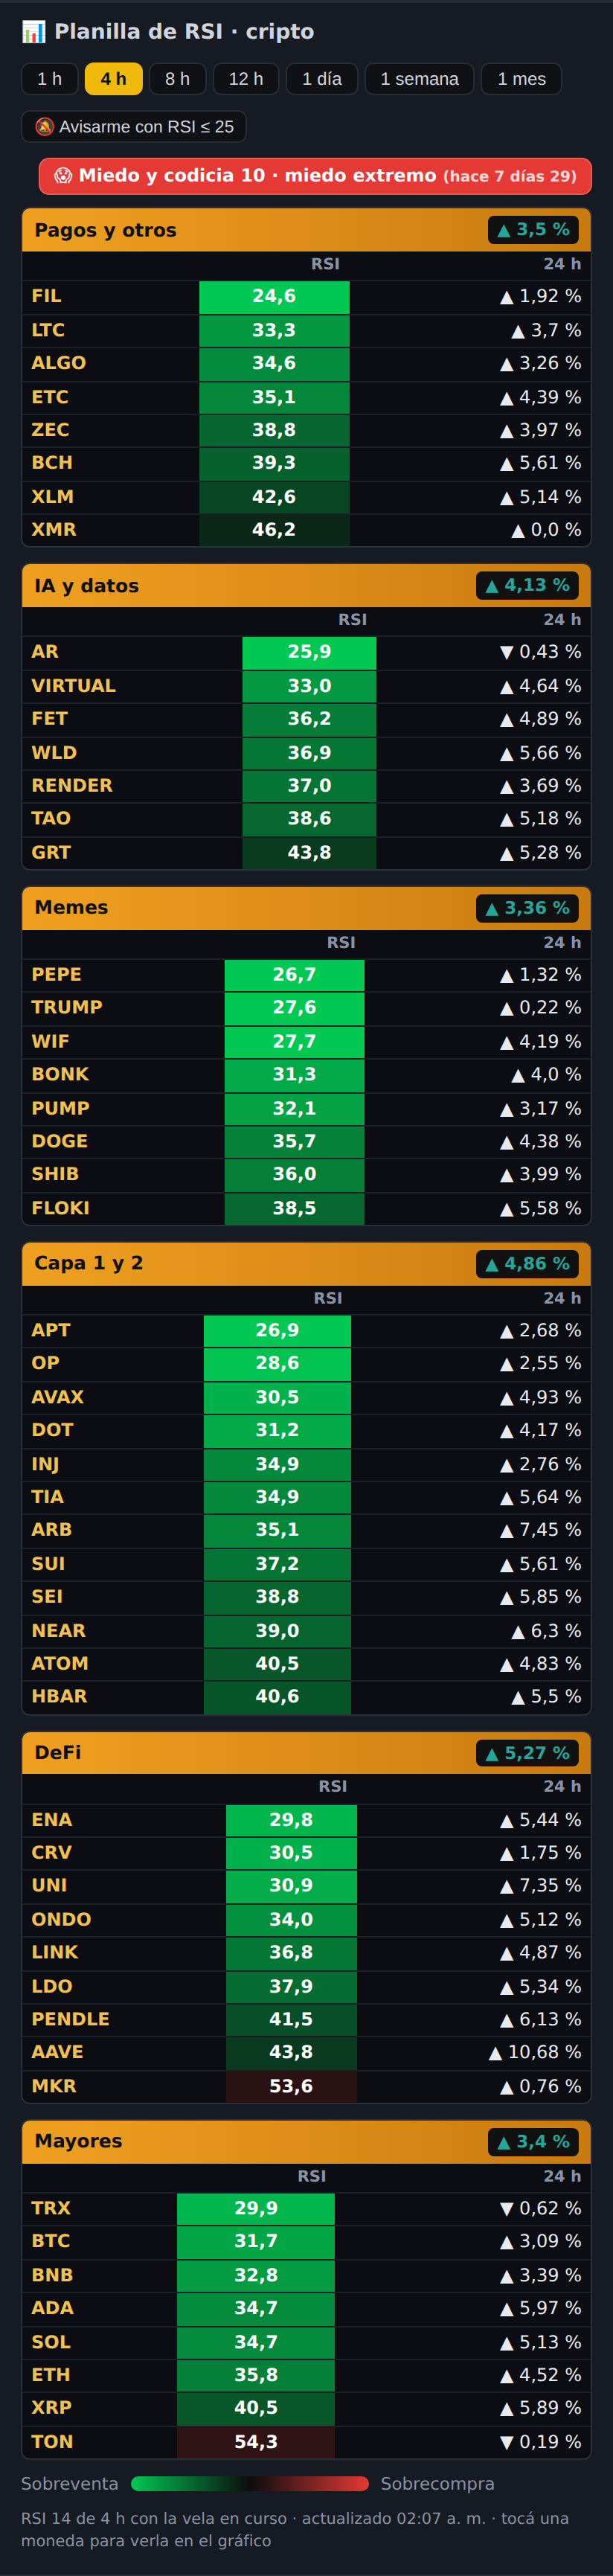 📊 Planilla de RSI · cripto
1 h 4 h 8 h 12 h 1 día 1 semana 1 mes
🔕 Avisarme con RSI ≤ 25
😱 Miedo y codicia 10 · miedo extremo (hace 7 días 29)
Pagos y otros ▲ 3,5 %
RSI 24 h
FIL 24,6 ▲ 1,92 %
LTC 33,3 ▲ 3,7 %
ALGO 34,6 ▲ 3,26 %
ETC 35,1 ▲ 4,39 %
ZEC 38,8 ▲ 3,97 %
BCH 39,3 ▲ 5,61 %
XLM 42,6 ▲ 5,14 %
XMR 46,2 ▲ 0,0 %
IA y datos ▲ 4,13 %
RSI 24 h
AR 25,9 ▼ 0,43 %
VIRTUAL 33,0 ▲ 4,64 %
FET 36,2 ▲ 4,89 %
WLD 36,9 ▲ 5,66 %
RENDER 37,0 ▲ 3,69 %
TAO 38,6 ▲ 5,18 %
GRT 43,8 ▲ 5,28 %
Memes ▲ 3,36 %
RSI 24 h
PEPE 26,7 ▲ 1,32 %
TRUMP 27,6 ▲ 0,22 %
WIF 27,7 ▲ 4,19 %
BONK 31,3 ▲ 4,0 %
PUMP 32,1 ▲ 3,17 %
DOGE 35,7 ▲ 4,38 %
SHIB 36,0 ▲ 3,99 %
FLOKI 38,5 ▲ 5,58 %
Capa 1 y 2 ▲ 4,86 %
RSI 24 h
APT 26,9 ▲ 2,68 %
OP 28,6 ▲ 2,55 %
AVAX 30,5 ▲ 4,93 %
DOT 31,2 ▲ 4,17 %
INJ 34,9 ▲ 2,76 %
TIA 34,9 ▲ 5,64 %
ARB 35,1 ▲ 7,45 %
SUI 37,2 ▲ 5,61 %
SEI 38,8 ▲ 5,85 %
NEAR 39,0 ▲ 6,3 %
ATOM 40,5 ▲ 4,83 %
HBAR 40,6 ▲ 5,5 %
DeFi ▲ 5,27 %
RSI 24 h
ENA 29,8 ▲ 5,44 %
CRV 30,5 ▲ 1,75 %
UNI 30,9 ▲ 7,35 %
ONDO 34,0 ▲ 5,12 %
LINK 36,8 ▲ 4,87 %
LDO 37,9 ▲ 5,34 %
PENDLE 41,5 ▲ 6,13 %
AAVE 43,8 ▲ 10,68 %
MKR 53,6 ▲ 0,76 %
Mayores ▲ 3,4 %
RSI 24 h
TRX 29,9 ▼ 0,62 %
BTC 31,7 ▲ 3,09 %
BNB 32,8 ▲ 3,39 %
ADA 34,7 ▲ 5,97 %
SOL 34,7 ▲ 5,13 %
ETH 35,8 ▲ 4,52 %
XRP 40,5 ▲ 5,89 %
TON 54,3 ▼ 0,19 %
Sobreventa Sobrecompra
RSI 14 de 4 h con la vela en curso · actualizado 02:07 a. m. · tocá una
moneda para verla en el gráfico